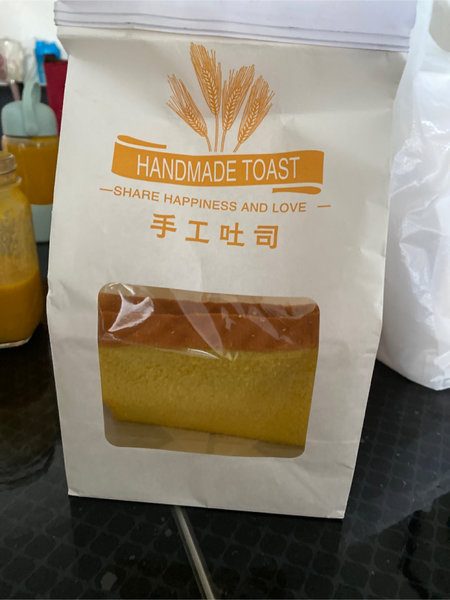 HANDMADE TOAST
SHARE HAPPINESS AND LOVE
手工吐司